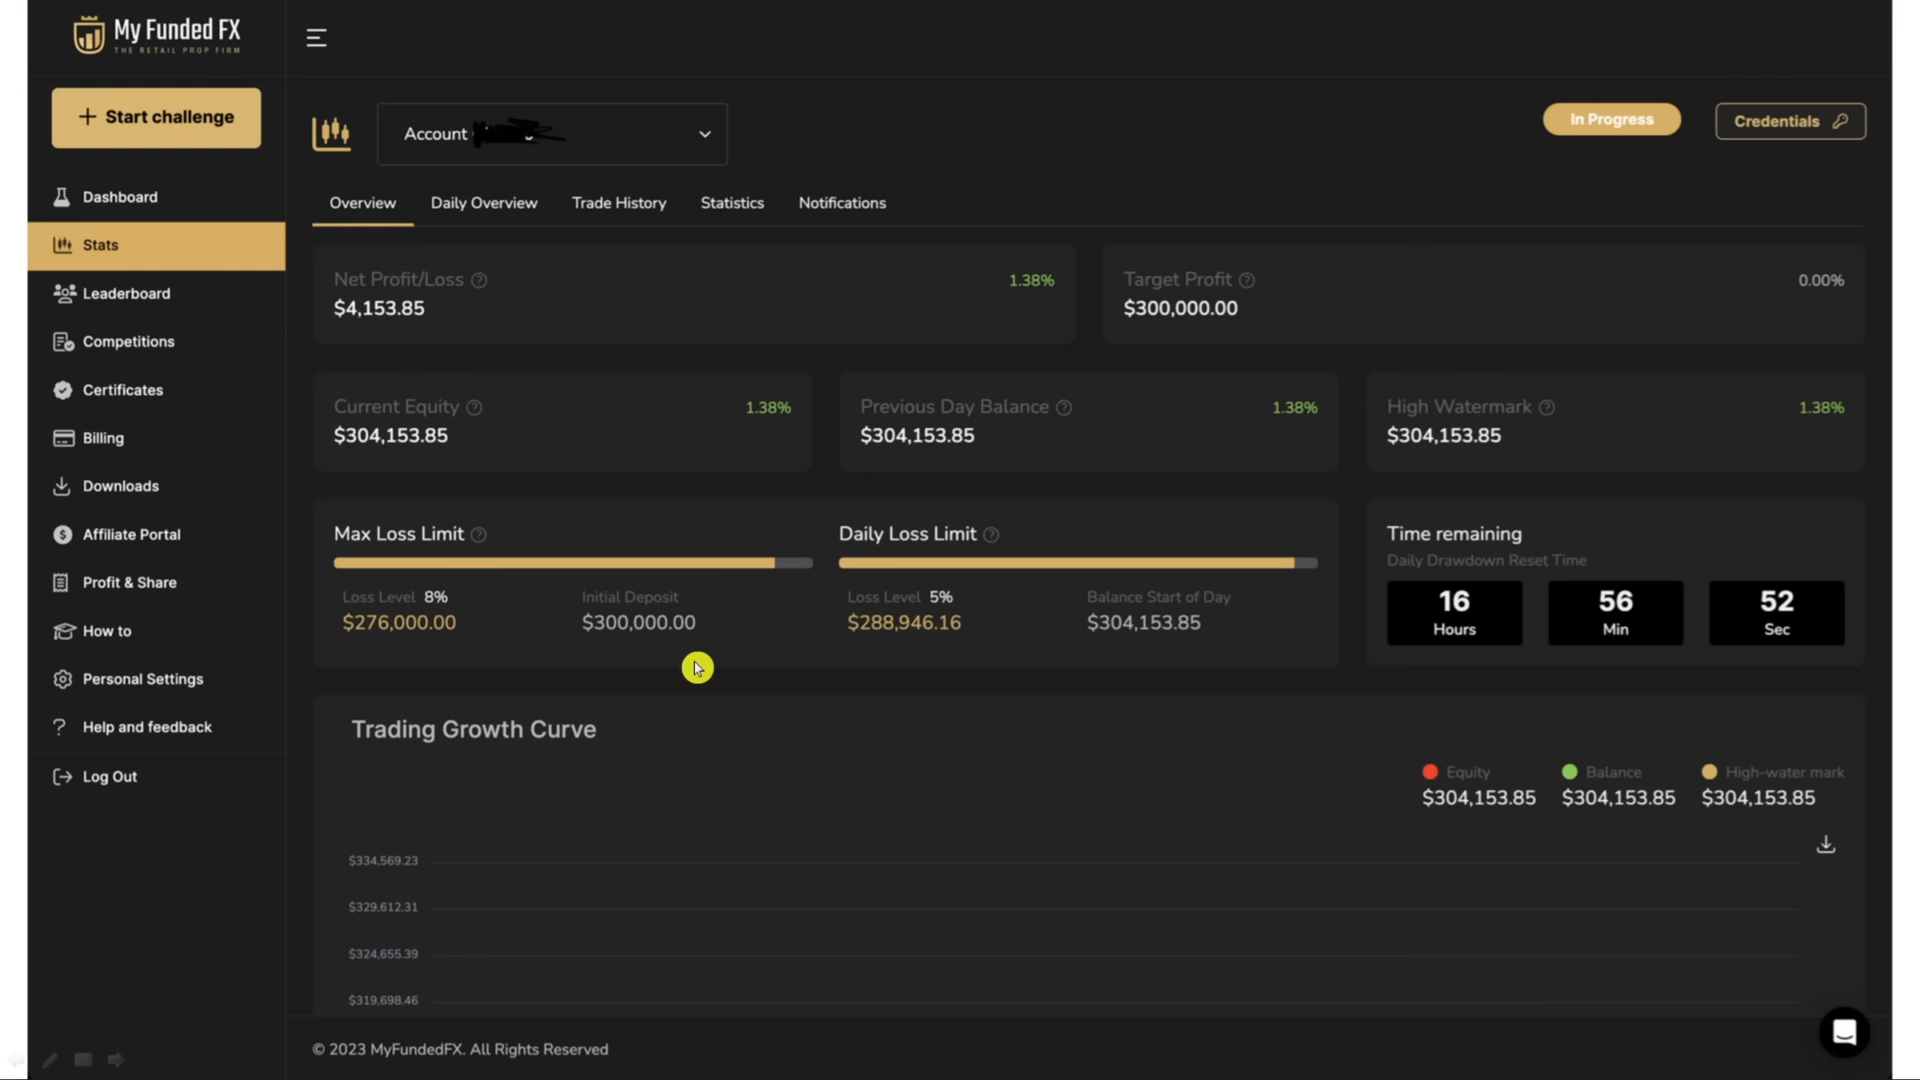 My Funded FX
THE RETAIL PROP FIRM
Start challenge
Dashboard
Stats
Leaderboard
Competitions
Certificates
Billing
Downloads
Affiliate Portal
Profit & Share
How to
Personal Settings
Help and feedback
Log Out
Account
In Progress
Credentials
Overview Daily Overview Trade History Statistics Notifications
Net Profit/Loss 1.38%
$4,153.85
Target Profit 0.00%
$300,000.00
Current Equity 1.38%
$304,153.85
Previous Day Balance 1.38%
$304,153.85
High Watermark 1.38%
$304,153.85
Max Loss Limit
Loss Level 8%
$276,000.00
Initial Deposit
$300,000.00
Daily Loss Limit
Loss Level 5%
$288,946.16
Balance Start of Day
$304,153.85
Time remaining
Daily Drawdown Reset Time
16 56 52
Hours Min Sec
Trading Growth Curve
Equity Balance High-water mark
$304,153.85 $304,153.85 $304,153.85
$334,569.23
$329,612.31
$324,655.39
$319,698.46
© 2023 MyFundedFX. All Rights Reserved